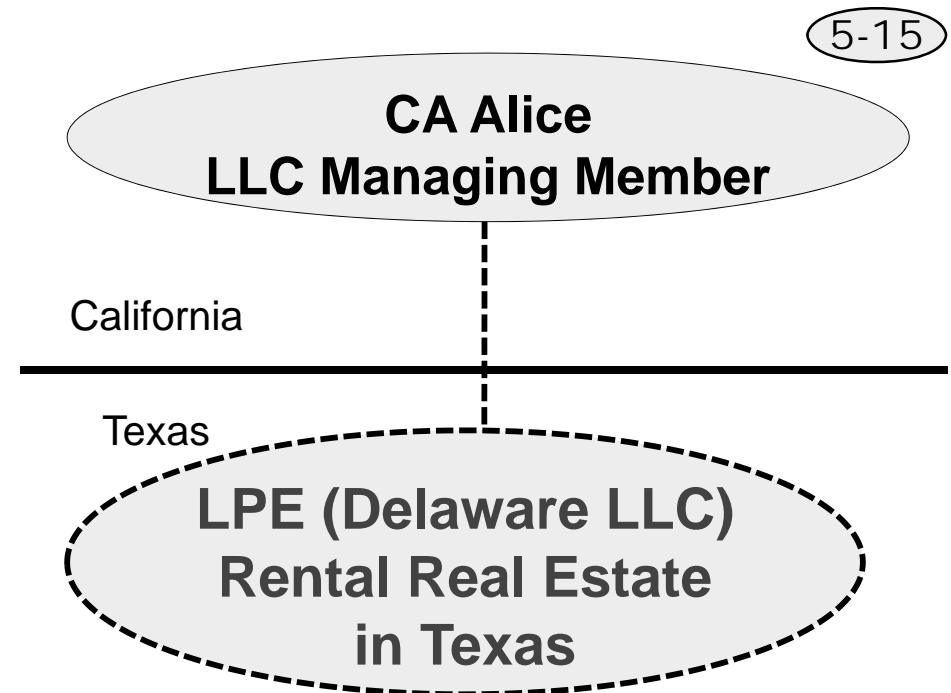 5-15
CA Alice
LLC Managing Member
California
Texas
LPE (Delaware LLC)
Rental Real Estate
in Texas